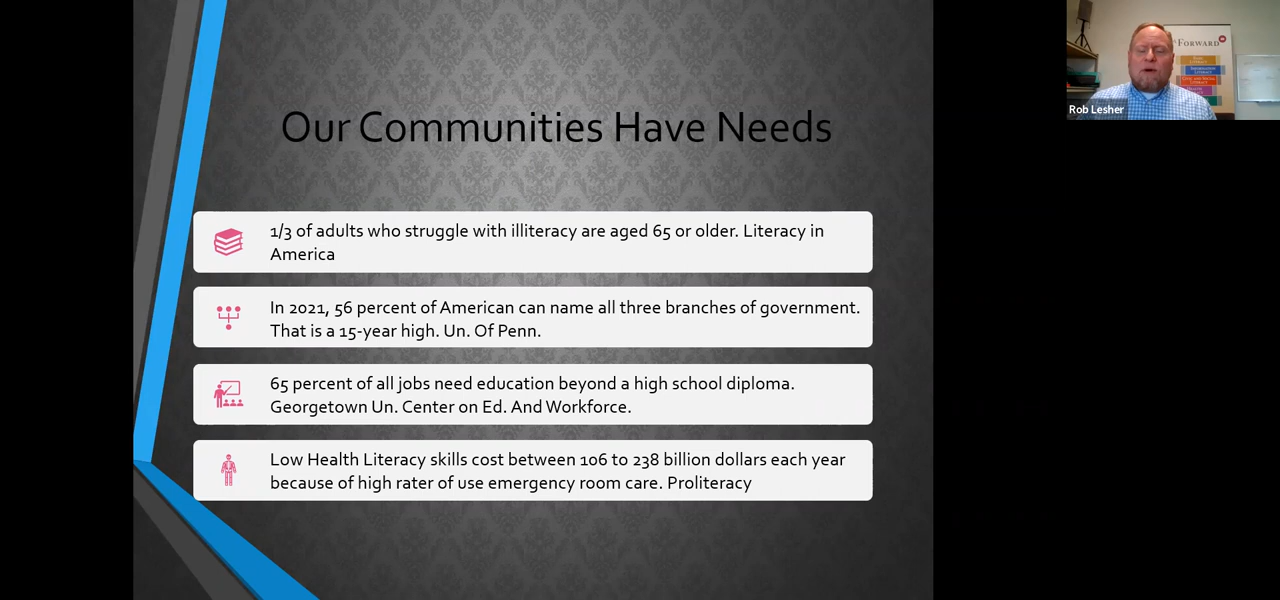 Our Communities Have Needs
1/3 of adults who struggle with illiteracy are aged 65 or older. Literacy in
America
In 2021, 56 percent of American can name all three branches of government.
That is a 15-year high. Un. Of Penn.
65 percent of all jobs need education beyond a high school diploma.
Georgetown Un. Center on Ed. And Workforce.
Low Health Literacy skills cost between 106 to 238 billion dollars each year
because of high rater of use emergency room care. Proliteracy
FORWARD
Rob Lesher